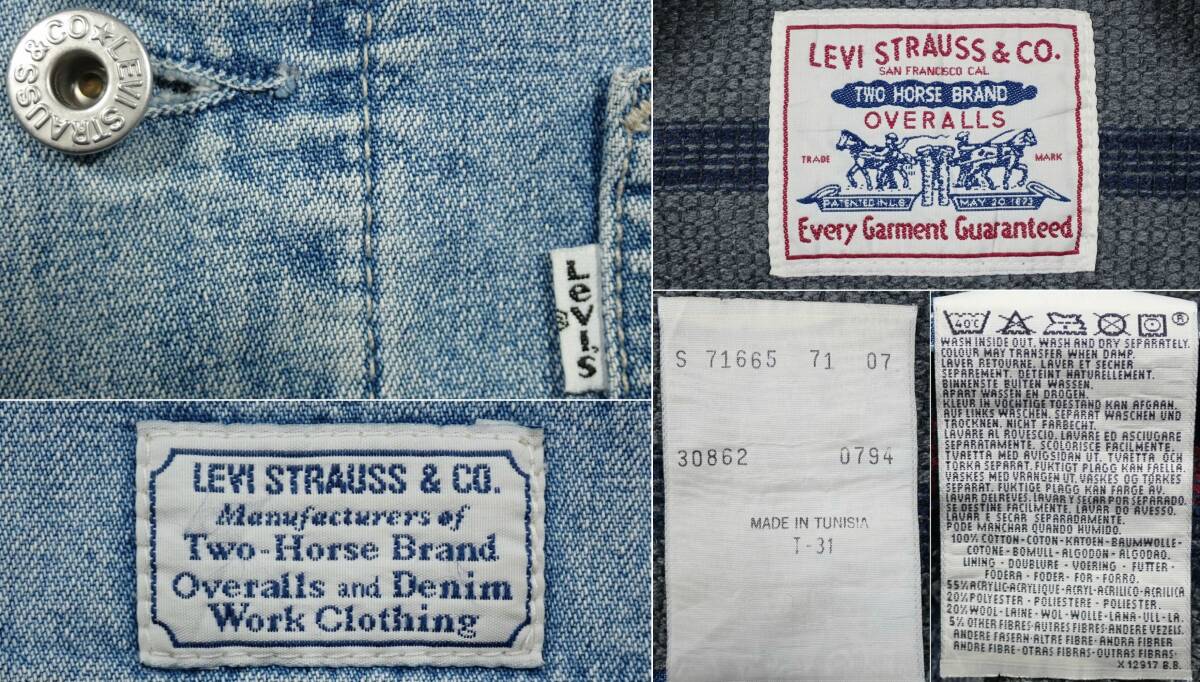 LEVI STRAUSS & CO ★
Levi's
®
LEVI STRAUSS & CO.
Manufacturers of
Two-Horse Brand
Overalls and Denim
Work Clothing
LEVI STRAUSS & CO.
SAN FRANCISCO CAL
TWO HORSE BRAND
OVERALLS
TRADE MARK
PATENTED IN U.S MAY 20 1873
Every Garment Guaranteed
S 71665 71 07
30862 0794
MADE IN TUNISIA
T-31
40C ®
WASH INSIDE OUT. WASH AND DRY SEPARATELY.
COLOUR MAY TRANSFER WHEN DAMP.
LAVER RETOURNE. LAVER ET SECHER
SEPAREMENT. DETEINT NATURELLEMENT.
BINNENSTE BUITEN WASSEN.
APART WASSEN EN DROGEN.
KLEUR IN VOCHTIGE TOESTAND KAN AFGAAN.
AUF LINKS WASCHEN. SEPARAT WASCHEN UND
TROCKNEN. NICHT FARBECHT.
LAVARE AL ROVESCIO. LAVARE ED ASCIUGARE
SEPARATAMENTE. SCOLORISCE FACILMENTE.
TVAETTA MED AVIGSIDAN UT. TVAETTA OCH
TORKA SEPARAT. FUKTIGT PLAGG KAN FAELLA.
VASKES MED VRANGEN UT. VASKES OG TØRKES
SEPARAT. FUKTIGE PLAGG KAN FARGE AV.
LAVAR DEL REVES. LAVAR Y SECAR POR SEPARADO.
SE DESTINE FACILMENTE. LAVAR DO AVESSO.
LAVAR E SECAR SEPARADAMENTE.
PODE MANCHAR QUANDO HUMIDO.
100% COTTON-COTON-KATOEN-BAUMWOLLE-
COTONE-BOMULL-ALGODON-ALGODAO.
LINING-DOUBLURE-VOERING-FUTTER-
FODERA-FODER-FOR-FORRO.
55% ACRYLIC-ACRYLIQUE-ACRYL-ACRILICO-ACRILICA
20% POLYESTER-POLIESTERE-POLIESTER.
20% WOOL-LAINE-WOL-WOLLE-LANA-ULL-LA.
5% OTHER FIBRES-AUTRES FIBRES-ANDERE VEZELS.
ANDERE FASERN-ALTRE FIBRE-ANDRA FIBRER
ANDRE FIBRE-OTRAS FIBRAS-OUTRAS FIBRAS-
X 12917 B.B.